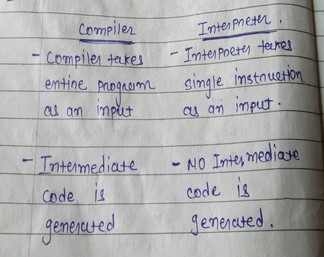 Compiler
- Compiler takes
entire program
as an input
- Intermediate
code is
generated
Interpreter.
- Interpreter takes
single instruction
as an input.
- NO Intermediate
code is
generated.